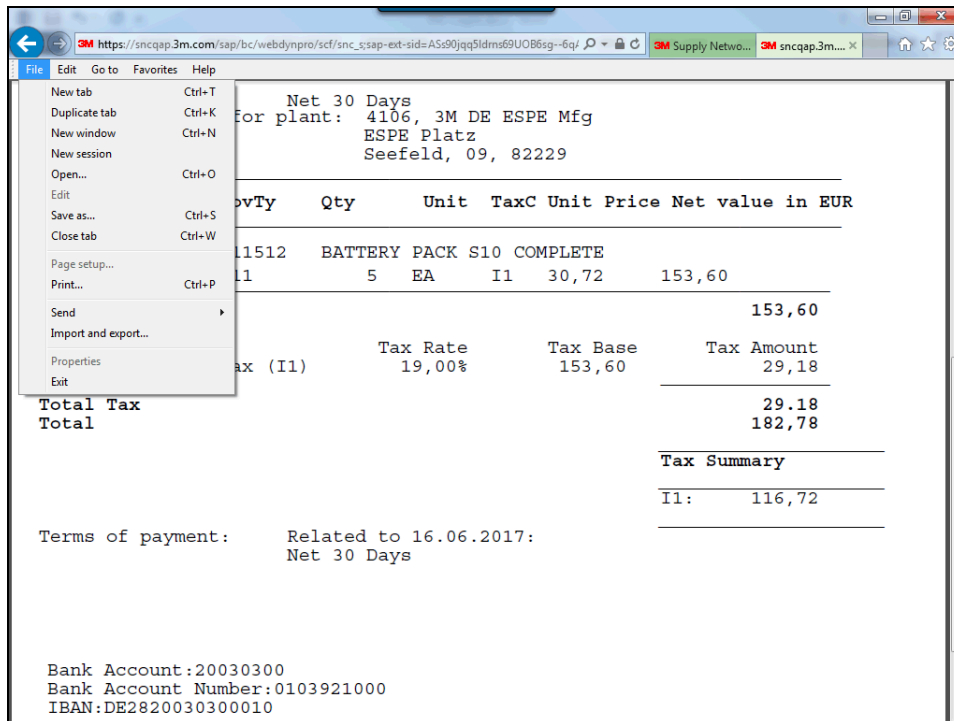 3M https://sncqap.3m.com/sap/bc/webdynpro/scf/snc_s;sap-ext-sid=ASs90jqq5ldms69UOB6sg--6q/
3M Supply Netwo...
3M sncqap.3m....
File Edit Go to Favorites Help
New tab Ctrl+T
Duplicate tab Ctrl+K
New window Ctrl+N
New session
Open... Ctrl+O
Edit
Save as... Ctrl+S
Close tab Ctrl+W
Page setup...
Print... Ctrl+P
Send
Import and export...
Properties
Exit
Net 30 Days
for plant: 4106, 3M DE ESPE Mfg
ESPE Platz
Seefeld, 09, 82229
ovTy Qty Unit TaxC Unit Price Net value in EUR
11512 BATTERY PACK S10 COMPLETE
11 5 EA I1 30,72 153,60
153,60
Tax Rate Tax Base Tax Amount
ax (I1) 19,00% 153,60 29,18
Total Tax 29.18
Total 182,78
Tax Summary
I1: 116,72
Terms of payment: Related to 16.06.2017:
Net 30 Days
Bank Account:20030300
Bank Account Number:0103921000
IBAN:DE2820030300010